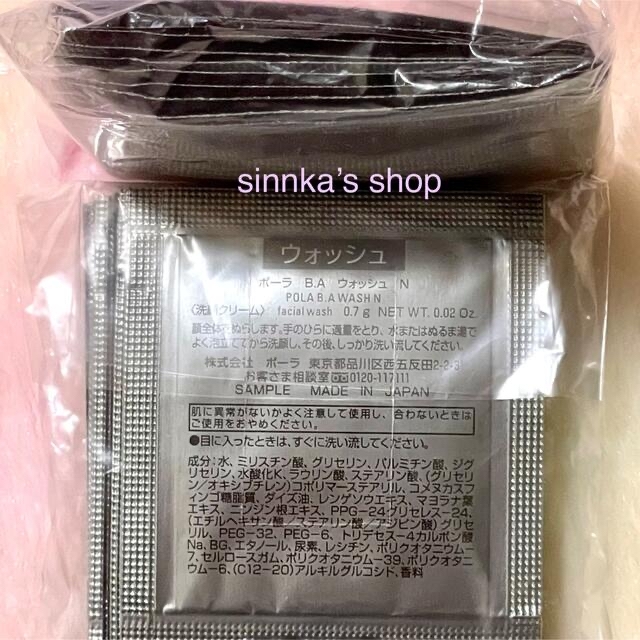 sinnka's shop
ウォッシュ
N ポーラ B.A ウォッシュ N
POLA B.A WASH N
〈洗顔クリーム〉 facial wash 0.7 g NET WT. 0.02 Oz.
顔全体をぬらします。手のひらに適量をとり、水またはぬるま湯で
よく泡立ててから洗顔し、その後、しっかり洗い流してください。
株式会社 ポーラ 東京都品川区西五反田2-2-3
お客さま相談室 0120-117111
SAMPLE MADE IN JAPAN
肌に異常がないかよく注意して使用し、合わないときは
ご使用をおやめください。
●目に入ったときは、すぐに洗い流してください。
成分:水、ミリスチン酸、グリセリン、パルミチン酸、ジグ
リセリン、水酸化K、ラウリン酸、ステアリン酸、(グリセリ
ン/オキシブチレン)コポリマーステアリル、コメヌカスフ
ィンゴ糖脂質、ダイズ油、レンゲソウエキス、マヨラナ葉
エキス、ニンジン根エキス、PPG-24グリセレス-24、
(エチルヘキサン酸/ステアリン酸/アジピン酸)グリセ
リル、PEG-32、PEG-6、トリデセス-4カルボン酸
Na、BG、エタノール、尿素、レシチン、ポリクオタニウム-
7、セルロースガム、ポリクオタニウム-39、ポリクオタニ
ウム-6、(C12-20)アルキルグルコシド、香料